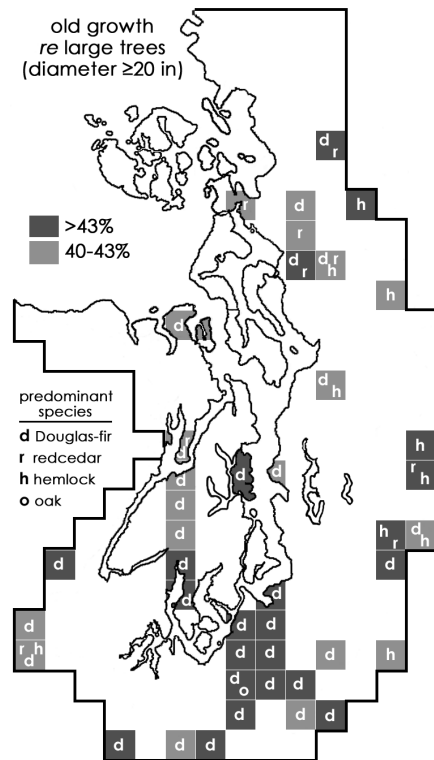 old growth
re large trees
(diameter ≥20 in)
d
r
r d h
r
>43%
40-43%
d
r
d r
h
h
d
d
h
predominant
species
d Douglas-fir
r redcedar
h hemlock
o oak
r
d
h
d d
r
h
d
d
h
r
d
h
d d d
d d
d d d
r h
d
d d d h
d
o
d d
d d d
d d d